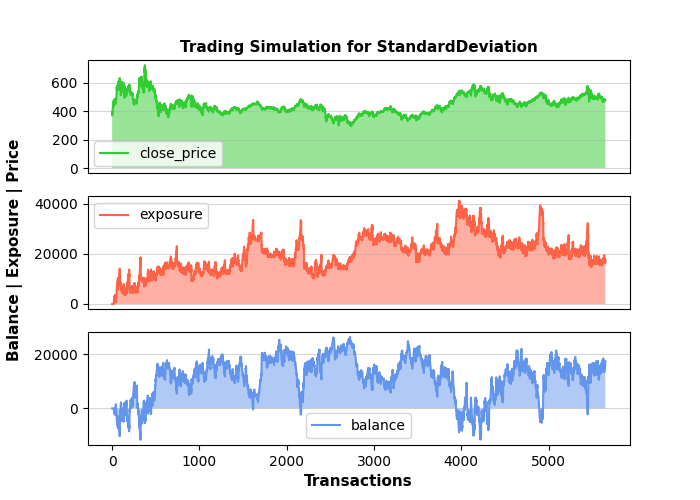 Trading Simulation for StandardDeviation
Balance | Exposure | Price
600
400
200
0
close_price
40000
20000
0
exposure
20000
0
balance
0 1000 2000 3000 4000 5000
Transactions